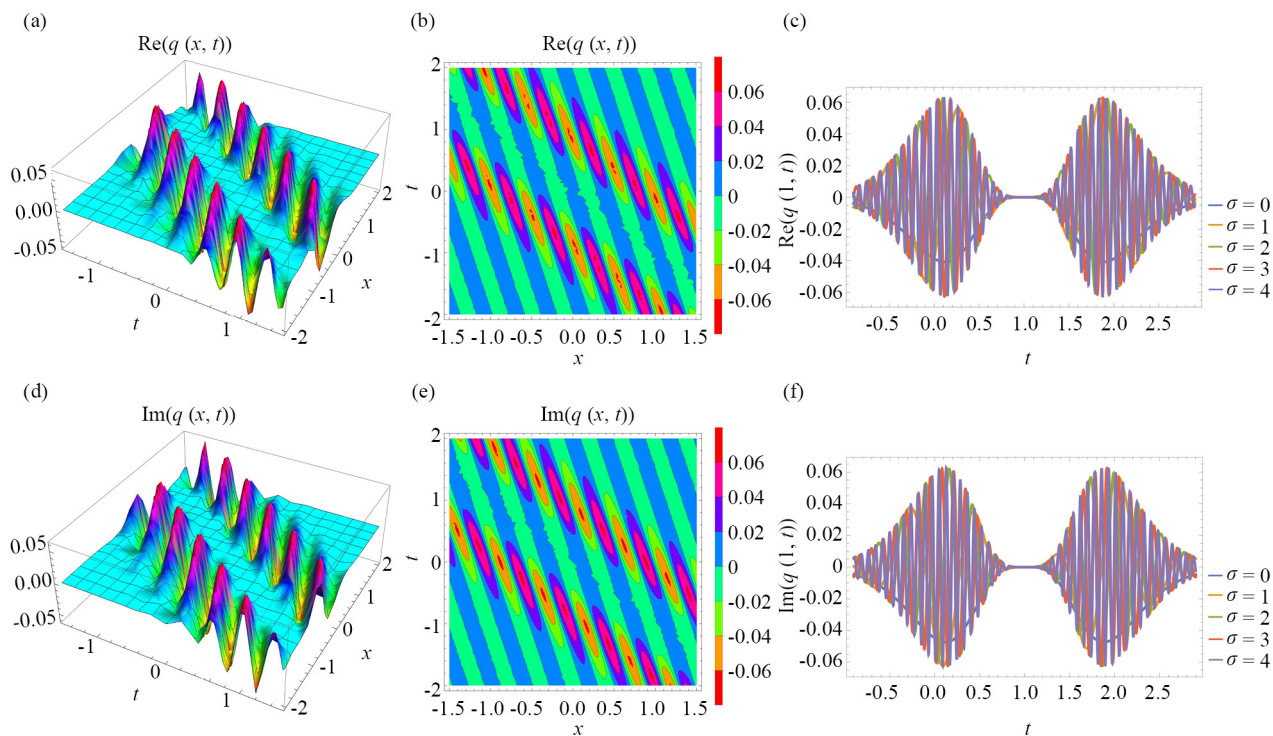 (a)
Re(q (x, t))
0.05
0.00
-0.05
-1
0
1
t
-2
-1
0
1
2
x
(b)
Re(q (x, t))
2
1
0
-1
-2
t
-1.5 -1.0 -0.5 0.0 0.5 1.0 1.5
x
0.06
0.04
0.02
0
-0.02
-0.04
-0.06
(c)
Re(q (1, t))
0.06
0.04
0.02
0
-0.02
-0.04
-0.06
-0.5 0.0 0.5 1.0 1.5 2.0 2.5
t
σ = 0
σ = 1
σ = 2
σ = 3
σ = 4
(d)
Im(q (x, t))
0.05
0.00
-0.05
-1
0
1
t
-2
-1
0
1
2
x
(e)
Im(q (x, t))
2
1
0
-1
-2
t
-1.5 -1.0 -0.5 0.0 0.5 1.0 1.5
x
0.06
0.04
0.02
0
-0.02
-0.04
-0.06
(f)
Im(q (1, t))
0.06
0.04
0.02
0
-0.02
-0.04
-0.06
-0.5 0.0 0.5 1.0 1.5 2.0 2.5
t
σ = 0
σ = 1
σ = 2
σ = 3
σ = 4